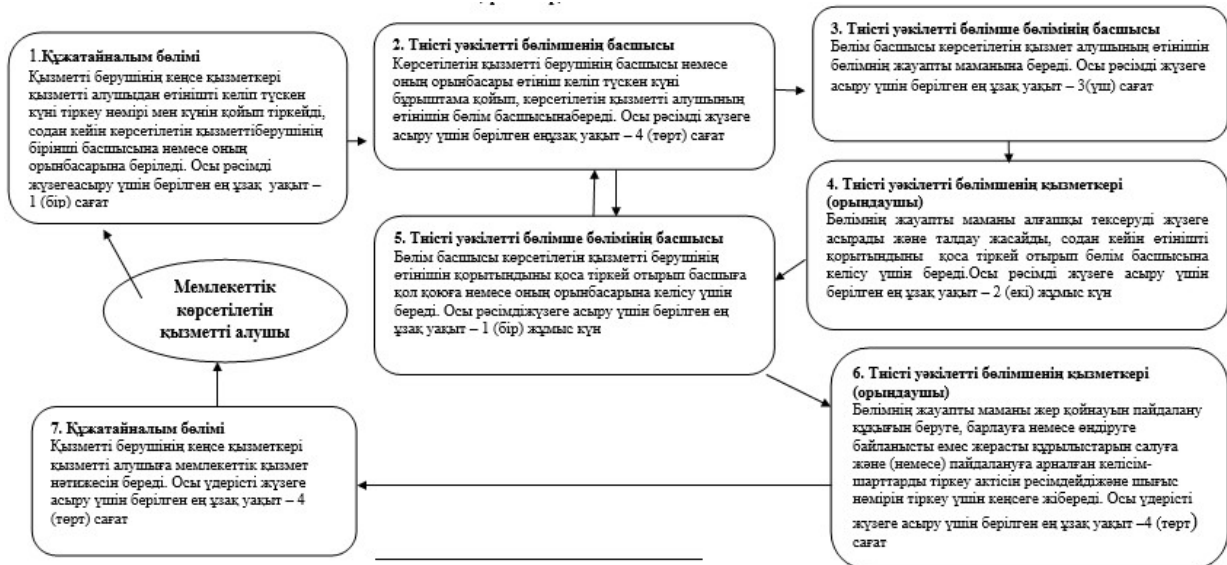 1.Құжатайналым бөлімі
Қызметті берушінің кеңсе қызметкері
қызметті алушыдан өтінішті келіп түскен
күні тіркеу нөмірі мен күнін қойып тіркейді,
содан кейін көрсетілетін қызметтіберушінің
бірінші басшысына немесе оның
орынбасарына беріледі. Осы рәсімді
жүзегеасыру үшін берілген ең ұзақ уақыт –
1 (бір) сағат
2. Тиісті уәкілетті бөлімшенің басшысы
Көрсетілетін қызметті берушінің басшысы немесе
оның орынбасары өтініш келіп түскен күні
бұрыштама қойып, көрсетілетін қызметті алушының
өтінішін бөлім басшысынабереді. Осы рәсімді жүзеге
асыру үшін берілген еңұзақ уақыт – 4 (төрт) сағат
3. Тиісті уәкілетті бөлімше бөлімінің басшысы
Бөлім басшысы көрсетілетін қызмет алушының өтінішін
бөлімнің жауапты маманына береді. Осы рәсімді жүзеге
асыру үшін берілген ең ұзақ уақыт – 3(үш) сағат
4. Тиісті уәкілетті бөлімшенің қызметкері
(орындаушы)
Бөлімнің жауапты маманы алғашқы тексеруді жүзеге
асырады және талдау жасайды, содан кейін өтінішті
қорытындыны қоса тіркей отырып бөлім басшысына
келісу үшін береді.Осы рәсімді жүзеге асыру үшін
берілген ең ұзақ уақыт – 2 (екі) жұмыс күн
5. Тиісті уәкілетті бөлімше бөлімінің басшысы
Бөлім басшысы көрсетілетін қызметті берушінің
өтінішін қорытындыны қоса тіркей отырып басшыға
қол қоюға немесе оның орынбасарына келісу үшін
береді. Осы рәсімдіжүзеге асыру үшін берілген ең
ұзақ уақыт – 1 (бір) жұмыс күн
Мемлекеттік
көрсетілетін
қызметті алушы
6. Тиісті уәкілетті бөлімшенің қызметкері
(орындаушы)
Бөлімнің жауапты маманы жер қойнауын пайдалану
құқығын беруге, барлауға немесе өндіруге
байланысты емес жерасты құрылыстарын салуға
және (немесе) пайдалануға арналған келісім-
шарттарды тіркеу актісін ресімдейдіжәне шығыс
нөмірін тіркеу үшін кеңсеге жібереді. Осы үдерісті
жүзеге асыру үшін берілген ең ұзақ уақыт –4 (төрт)
сағат
7. Құжатайналым бөлімі
Қызметті берушінің кеңсе қызметкері
қызметті алушыға мемлекеттік қызмет
нәтижесін береді. Осы үдерісті жүзеге
асыру үшін берілген ең ұзақ уақыт – 4
(төрт) сағат